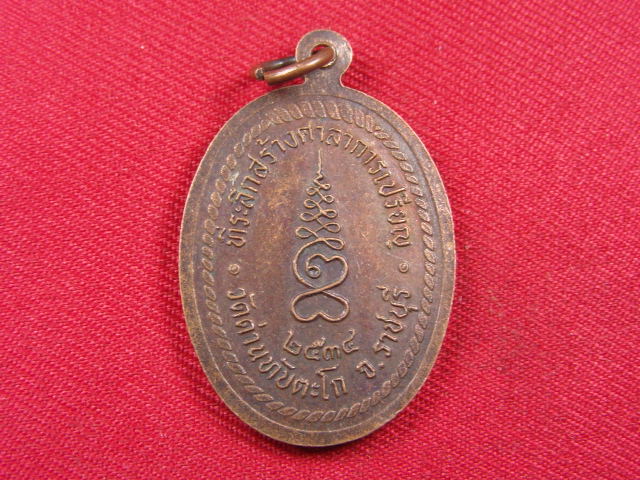 ที่ระลึกสร้างศาลาการเปรียญ
๒๕๓๔
วัดด่านทับตะโก จ.ราชบุรี